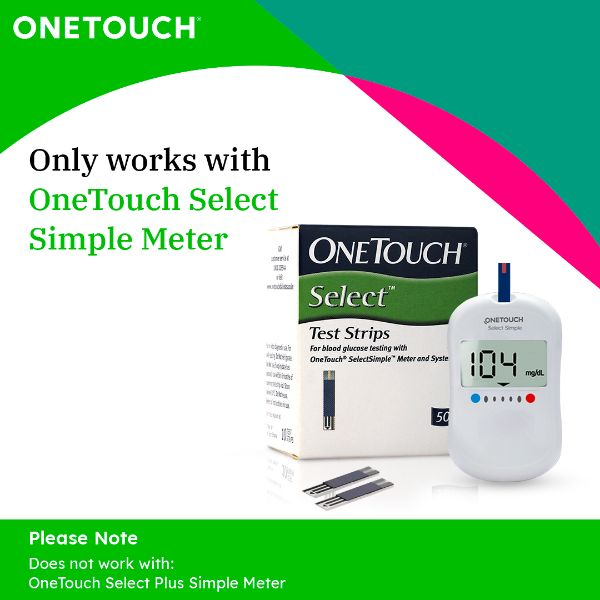 ONETOUCH®
Only works with
OneTouch Select
Simple Meter
ONETOUCH®
Select™
Test Strips
For blood glucose testing with
OneTouch® SelectSimple™ Meter and System
50
ONETOUCH
Select Simple
104
mg/dL
Please Note
Does not work with:
OneTouch Select Plus Simple Meter